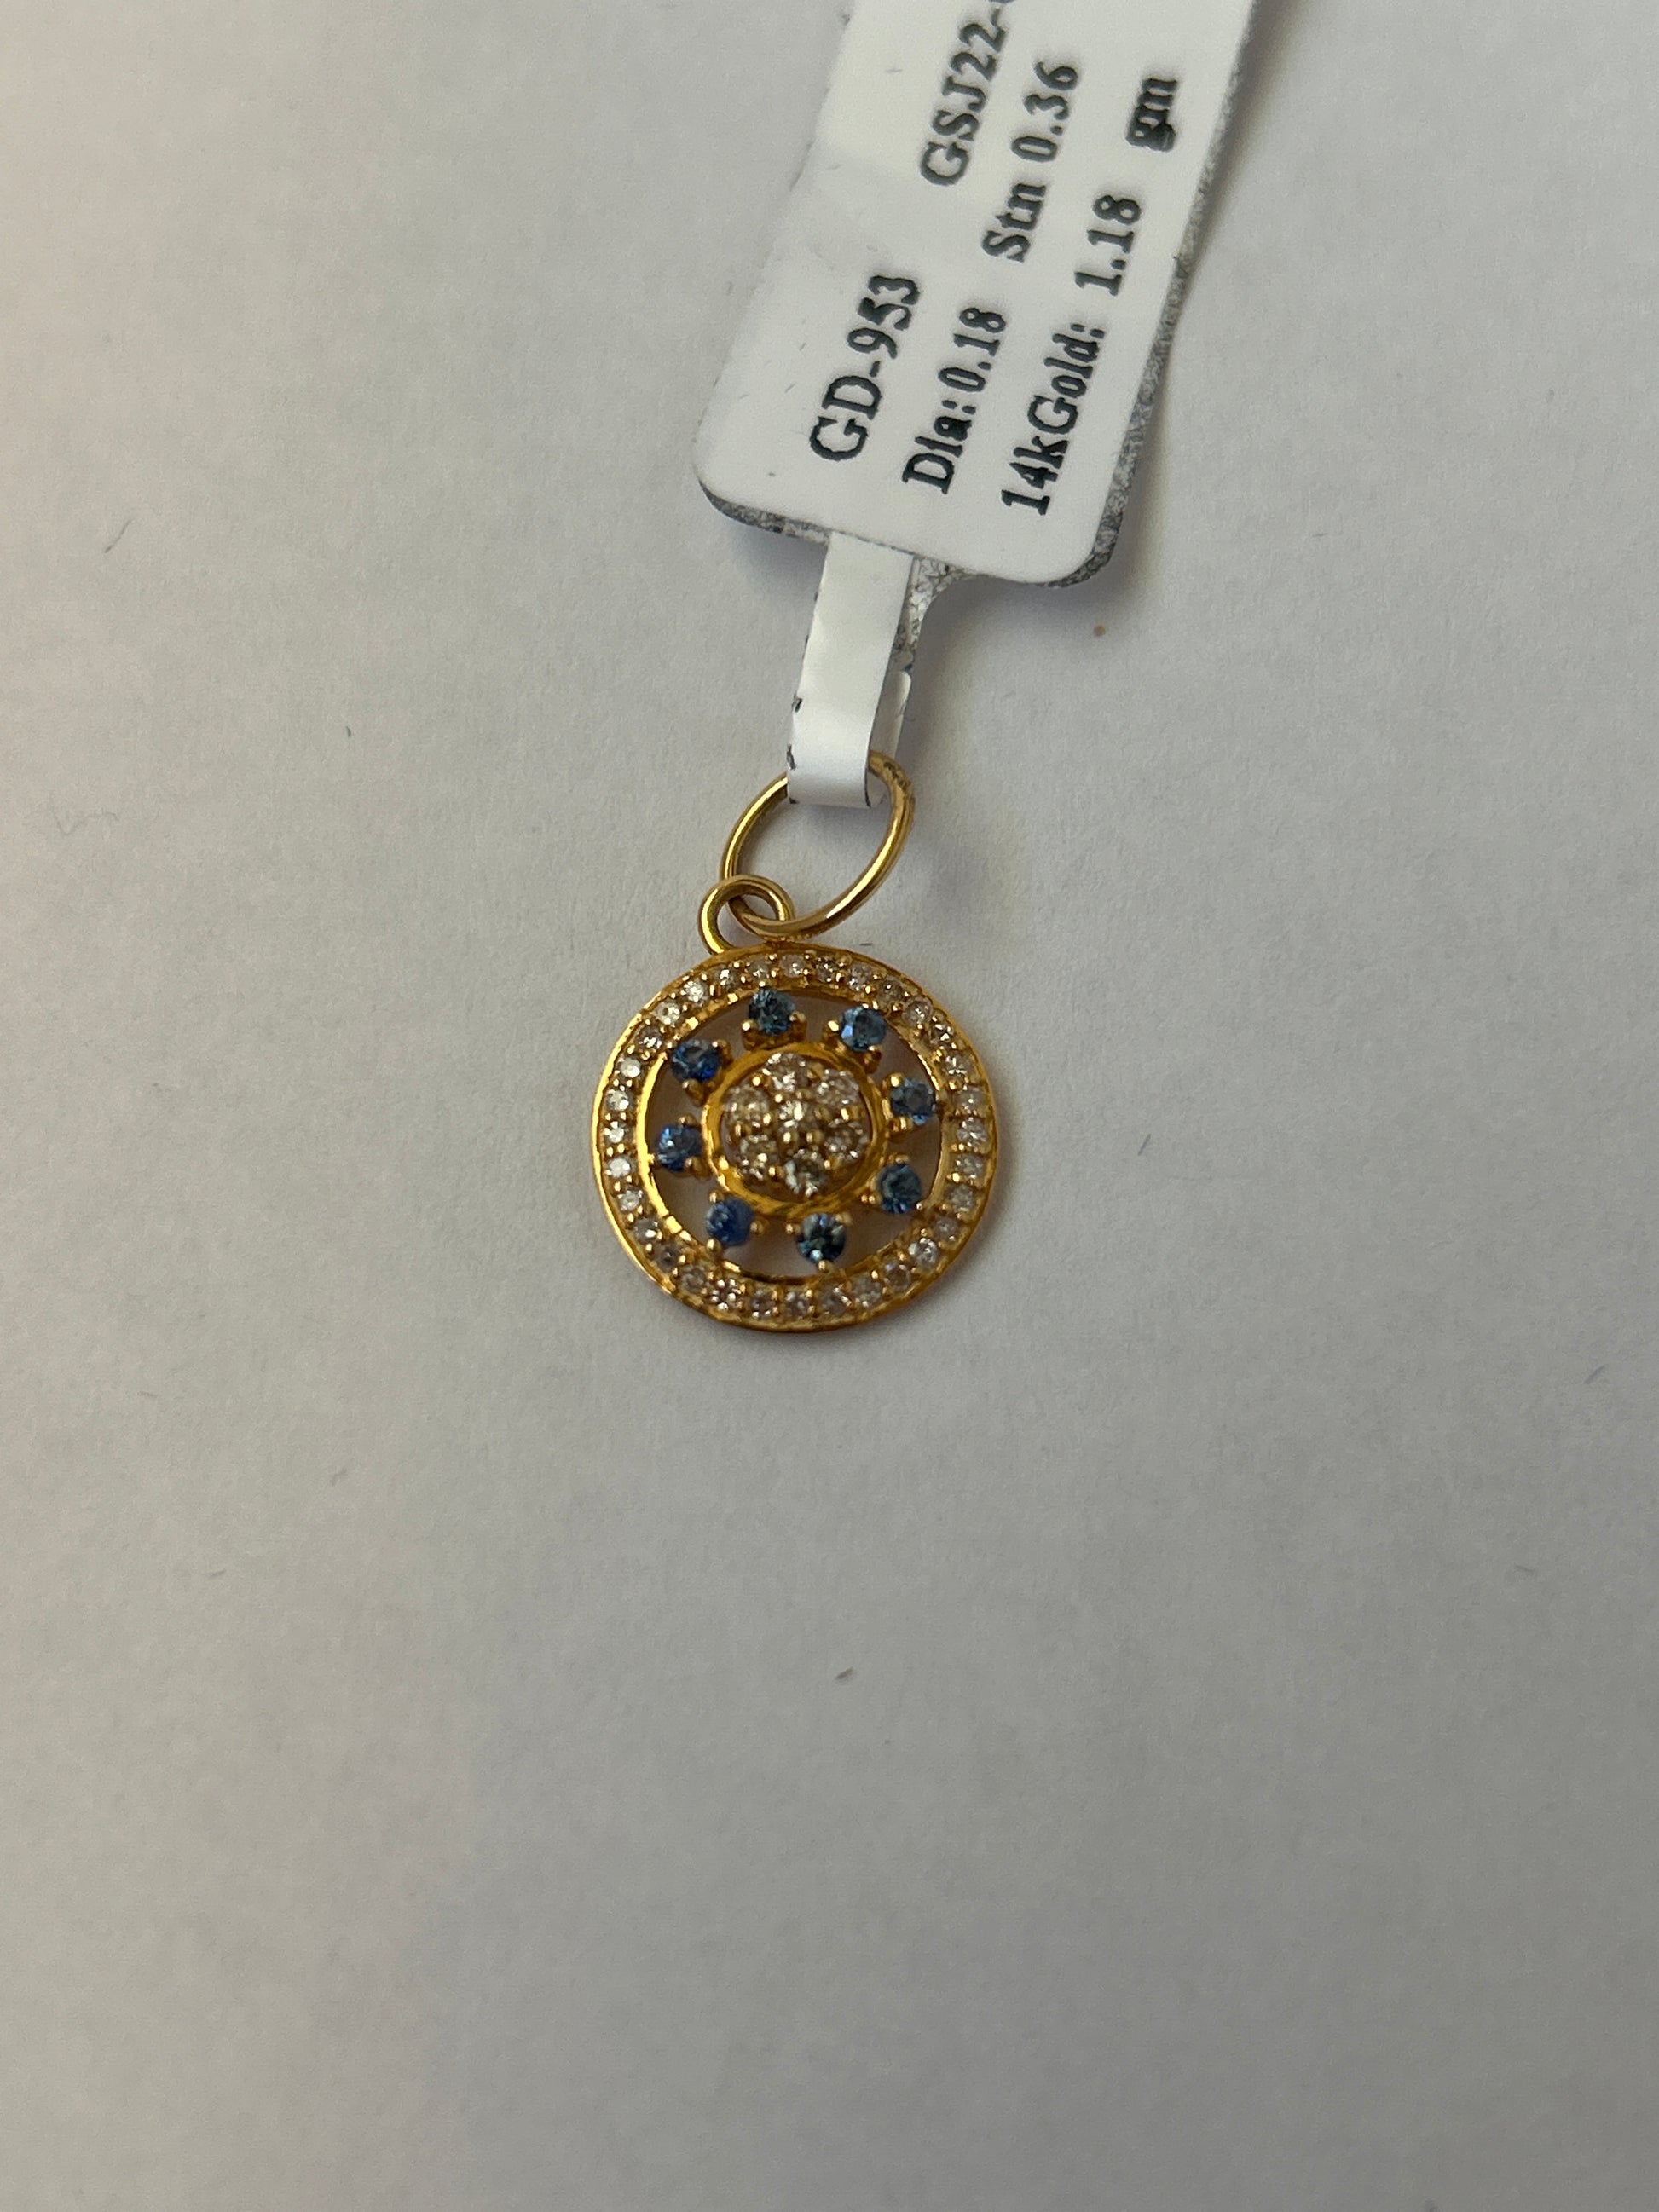 GD-953 GSJ22-
Dia: 0.18 Stn 0.36
14kGold: 1.18 gm